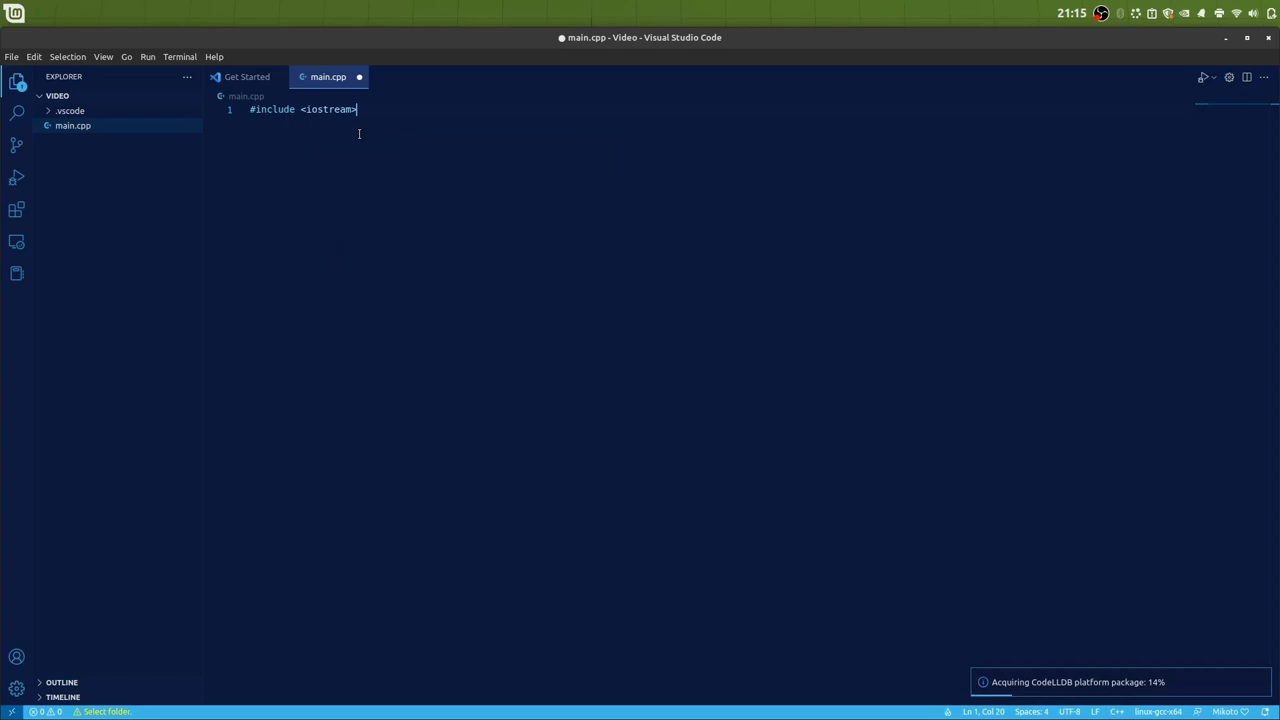 21:15
main.cpp - Video - Visual Studio Code
File Edit Selection View Go Run Terminal Help
EXPLORER
Get Started
main.cpp
VIDEO
main.cpp
.vscode
1 #include <iostream>
main.cpp
Acquiring CodeLLDB platform package: 14%
OUTLINE
TIMELINE
0 0 Select folder.
Ln 1, Col 20 Spaces: 4 UTF-8 LF C++ linux-gcc-x64 Mikoto